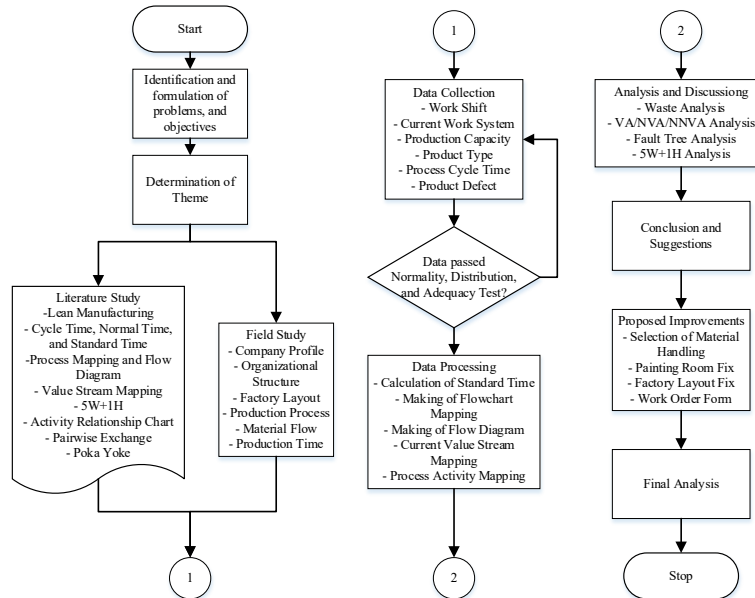 Start
Identification and
formulation of
problems, and
objectives
Determination of
Theme
Literature Study
-Lean Manufacturing
- Cycle Time, Normal Time,
and Standard Time
-Process Mapping and Flow
Diagram
- Value Stream Mapping
- 5W+1H
- Activity Relationship Chart
- Pairwise Exchange
- Poka Yoke
Field Study
- Company Profile
- Organizational
Structure
- Factory Layout
- Production Process
- Material Flow
- Production Time
1
1
Data Collection
- Work Shift
- Current Work System
- Production Capacity
- Product Type
- Process Cycle Time
- Product Defect
Data passed
Normality, Distribution,
and Adequacy Test?
Data Processing
- Calculation of Standard Time
- Making of Flowchart
Mapping
- Making of Flow Diagram
- Current Value Stream
Mapping
- Process Activity Mapping
2
2
Analysis and Discussiong
- Waste Analysis
- VA/NVA/NNVA Analysis
- Fault Tree Analysis
- 5W+1H Analysis
Conclusion and
Suggestions
Proposed Improvements
- Selection of Material
Handling
- Painting Room Fix
- Factory Layout Fix
- Work Order Form
Final Analysis
Stop